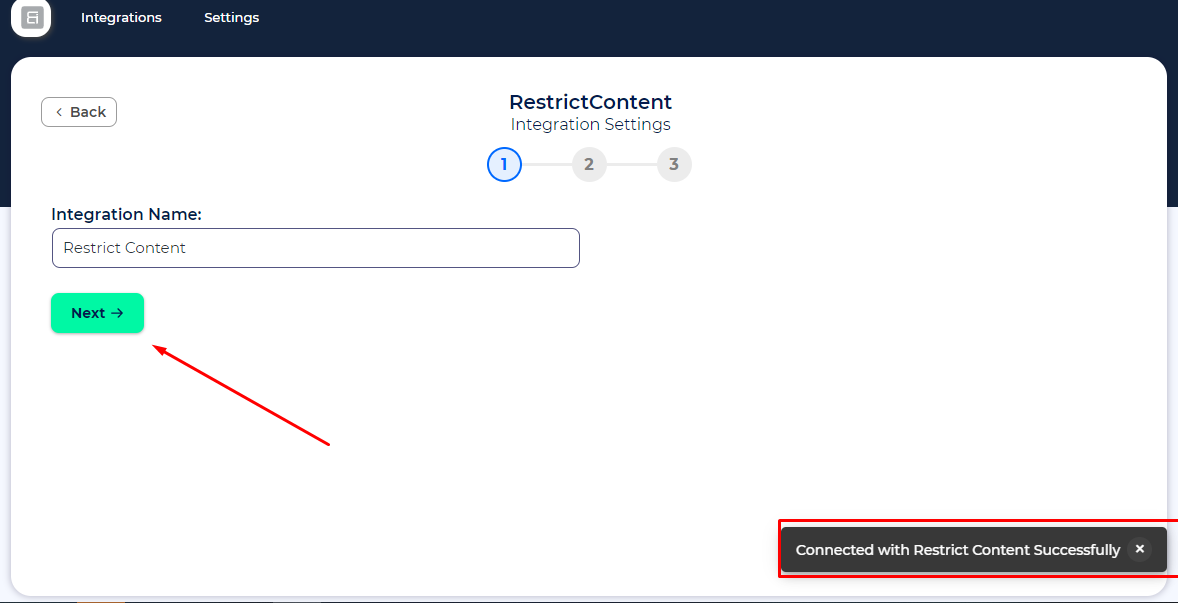 Integrations Settings
Back
RestrictContent
Integration Settings
1 2 3
Integration Name:
Restrict Content
Next
Connected with Restrict Content Successfully